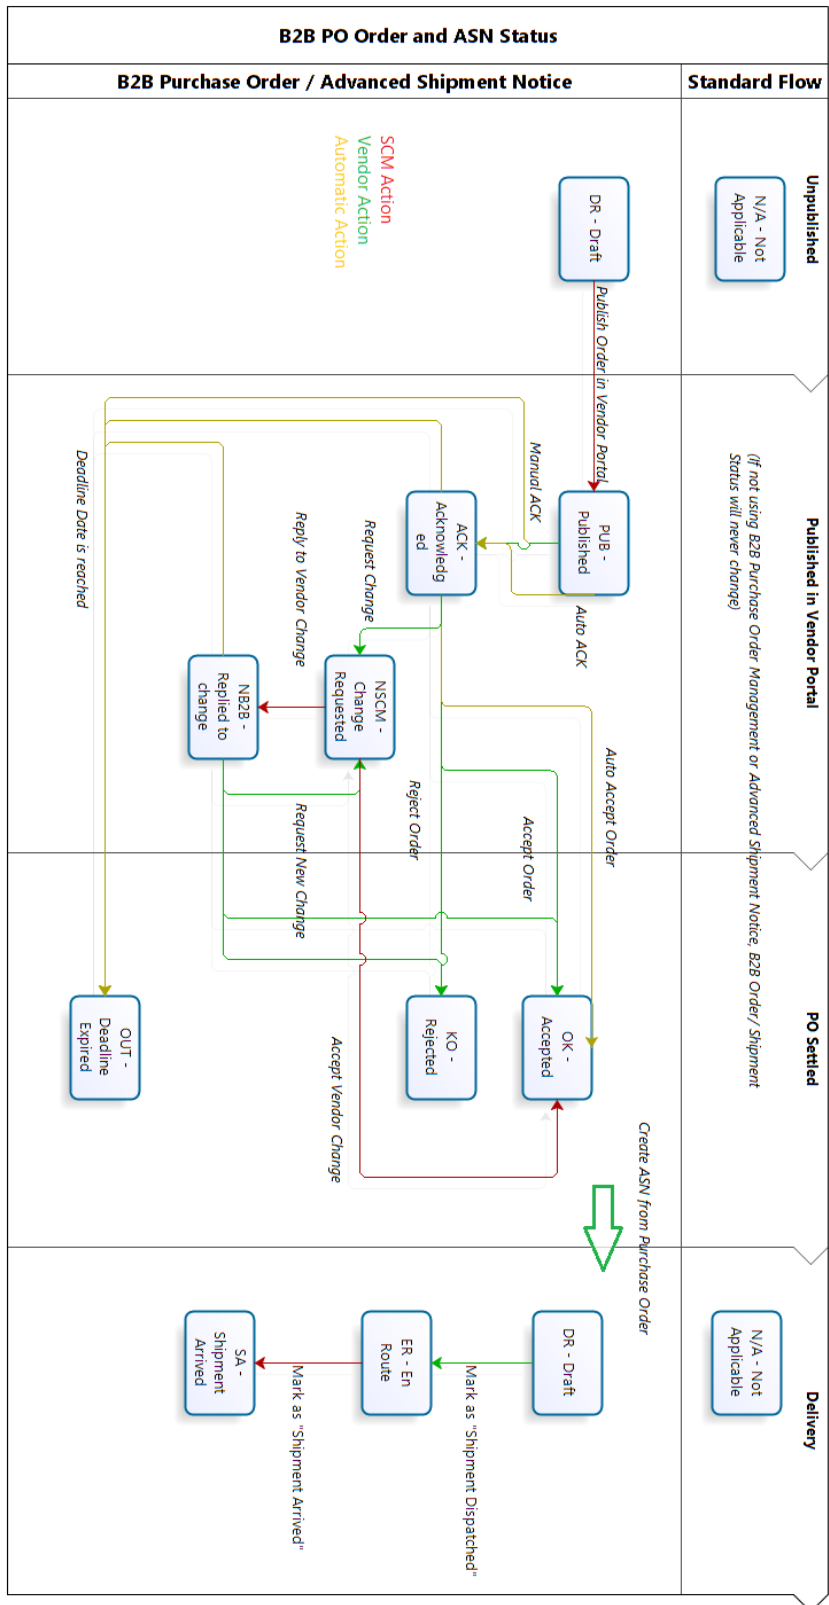 B2B PO Order and ASN Status
B2B Purchase Order / Advanced Shipment Notice
Standard Flow
Unpublished
N/A - Not
Applicable
DR - Draft
SCM Action
Vendor Action
Automatic Action
Publish Order in Vendor Portal
Published in Vendor Portal
(If not using B2B Purchase Order Management or Advanced Shipment Notice, B2B Order/ Shipment
Status will never change)
PUB -
Published
Manual ACK
Auto ACK
ACK -
Acknowledg
ed
Request Change
Reply to Vendor Change
Deadline Date is reached
NSCM -
Change
Requested
NB2B -
Replied to
change
Auto Accept Order
Accept Order
Reject Order
Request New Change
PO Settled
OK -
Accepted
KO -
Rejected
OUT -
Deadline
Expired
Accept Vendor Change
Create ASN from Purchase Order
Delivery
N/A - Not
Applicable
DR - Draft
Mark as "Shipment Dispatched"
ER - En
Route
Mark as "Shipment Arrived"
SA -
Shipment
Arrived